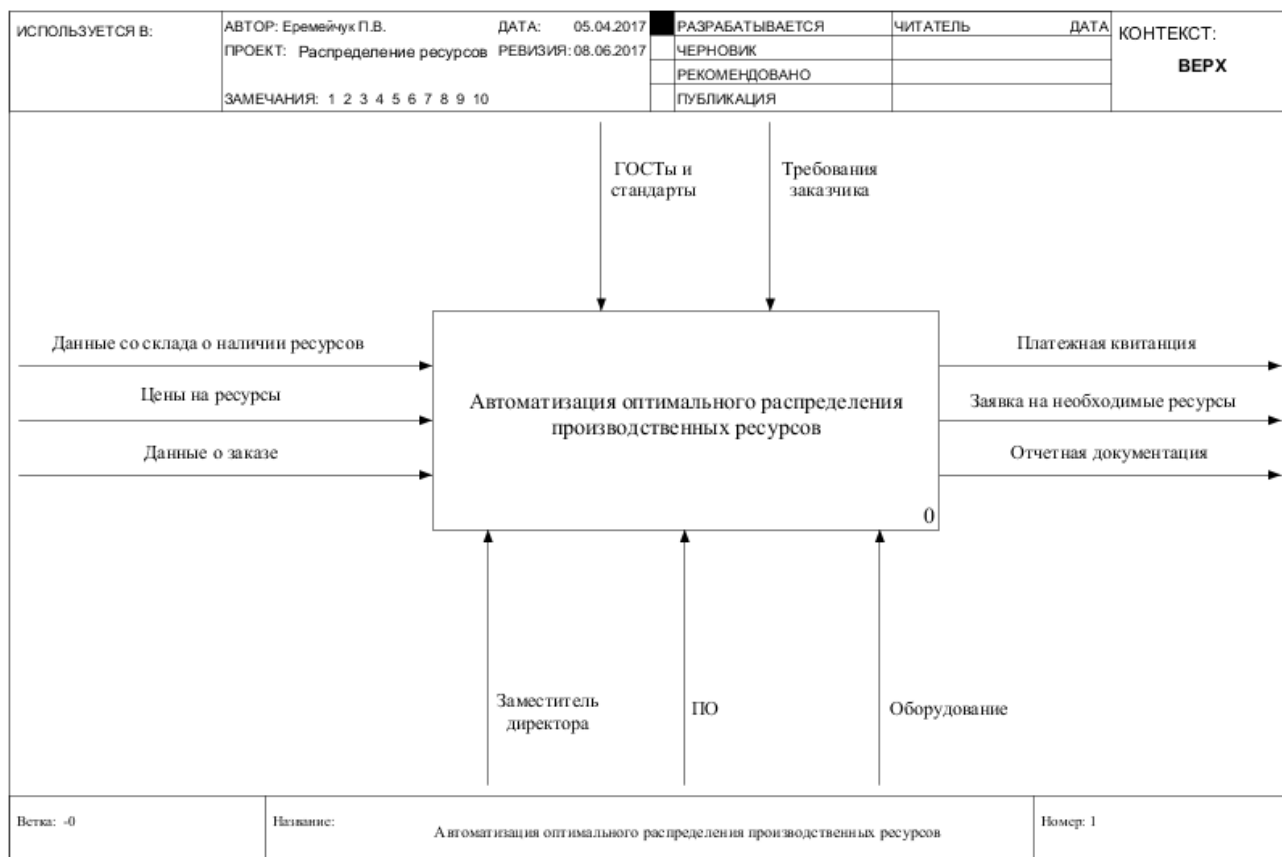 ИСПОЛЬЗУЕТСЯ В:
АВТОР: Еремейчук П.В. ДАТА: 05.04.2017
ПРОЕКТ: Распределение ресурсов РЕВИЗИЯ: 08.06.2017
ЗАМЕЧАНИЯ: 1 2 3 4 5 6 7 8 9 10
РАЗРАБАТЫВАЕТСЯ
ЧЕРНОВИК
РЕКОМЕНДОВАНО
ПУБЛИКАЦИЯ
ЧИТАТЕЛЬ ДАТА
КОНТЕКСТ:
ВЕРХ
ГОСТы и
стандарты
Требования
заказчика
Данные со склада о наличии ресурсов
Цены на ресурсы
Данные о заказе
Автоматизация оптимального распределения
производственных ресурсов
0
Платежная квитанция
Заявка на необходимые ресурсы
Отчетная документация
Заместитель
директора
ПО
Оборудование
Ветка: -0
Название:
Автоматизация оптимального распределения производственных ресурсов
Номер: 1